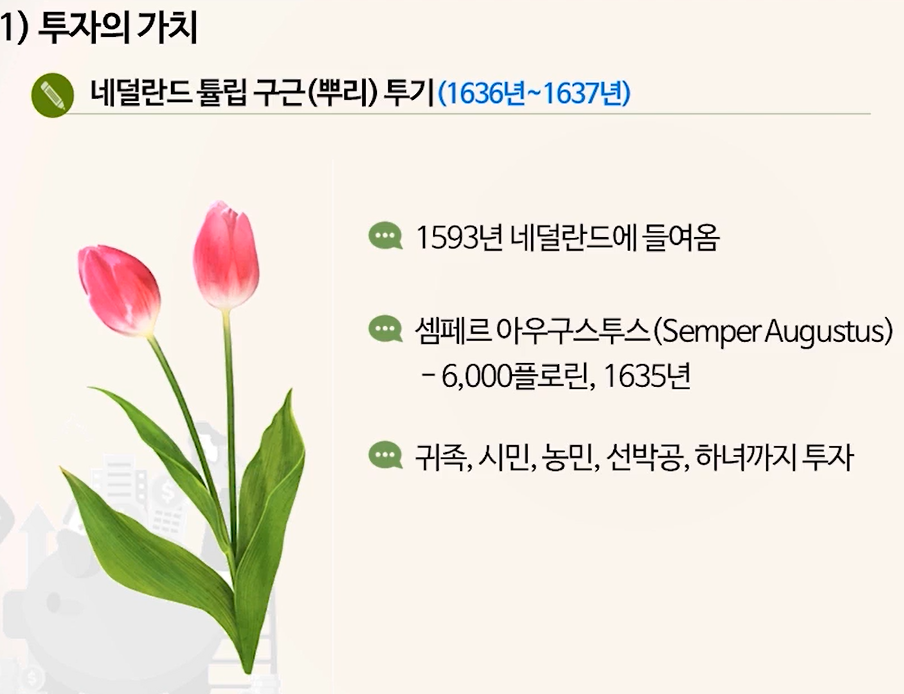 1) 투자의 가치
네덜란드 튤립 구근(뿌리) 투기(1636년~1637년)
1593년 네덜란드에 들여옴
셈페르 아우구스투스(Semper Augustus)
- 6,000플로린, 1635년
귀족, 시민, 농민, 선박공, 하녀까지 투자